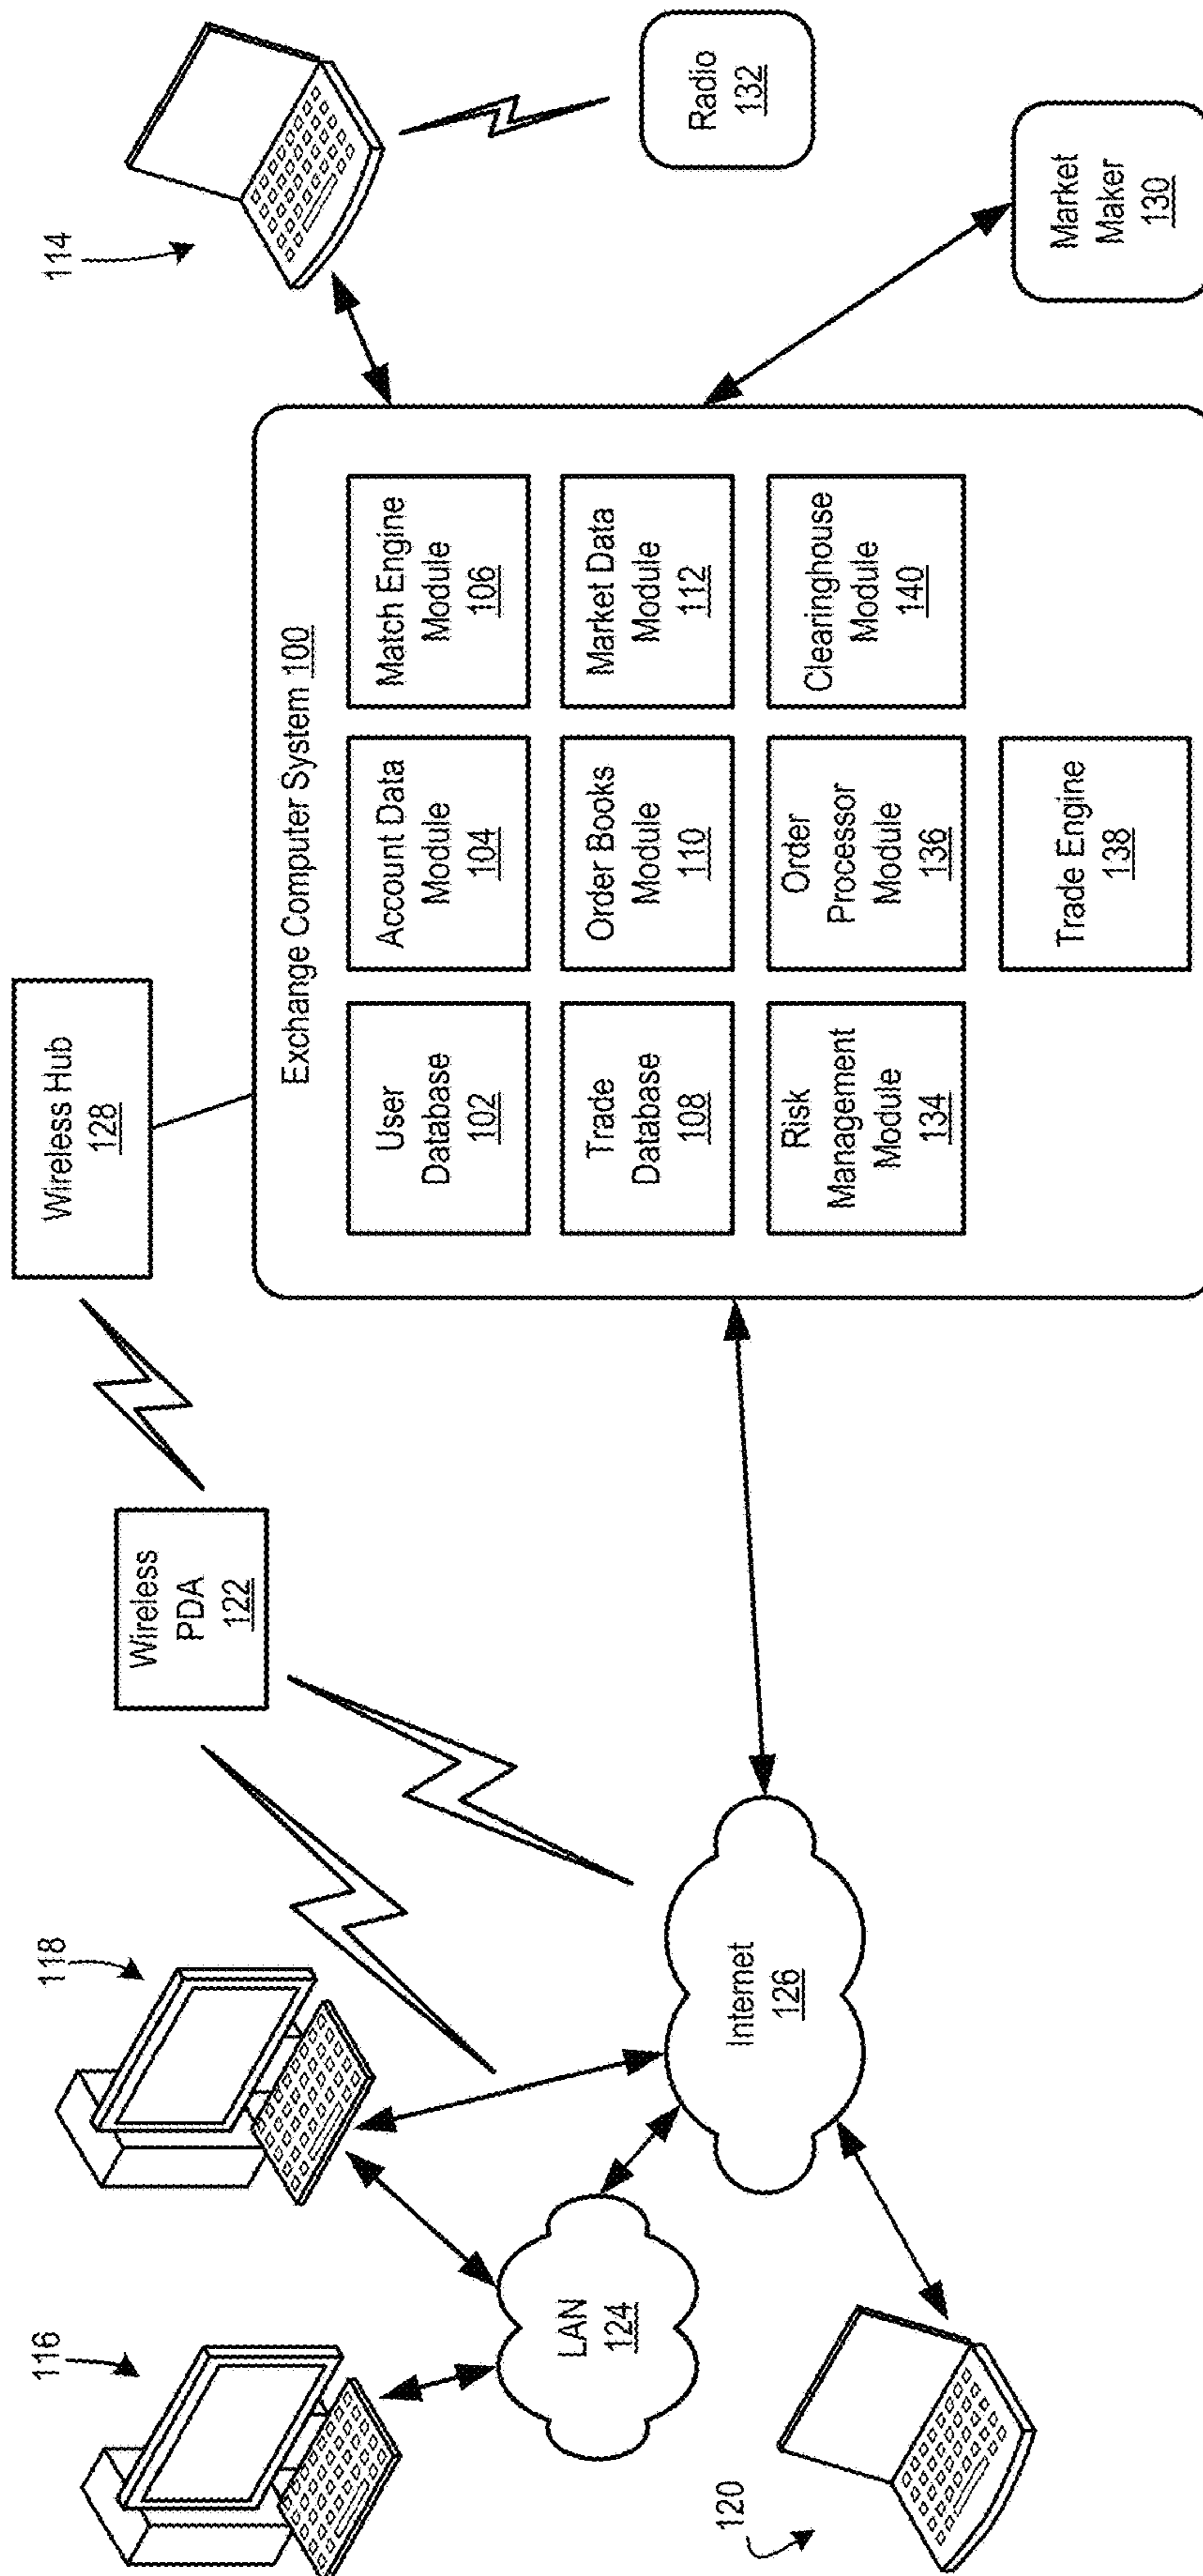 114
Radio
132
Market
Maker
130
Wireless Hub
128
Exchange Computer System 100
User
Database
102
Account Data
Module
104
Match Engine
Module
106
Trade
Database
108
Order Books
Module
110
Market Data
Module
112
Risk
Management
Module
134
Order
Processor
Module
136
Clearinghouse
Module
140
Trade Engine
138
Wireless
PDA
122
118
116
Internet
126
LAN
124
120